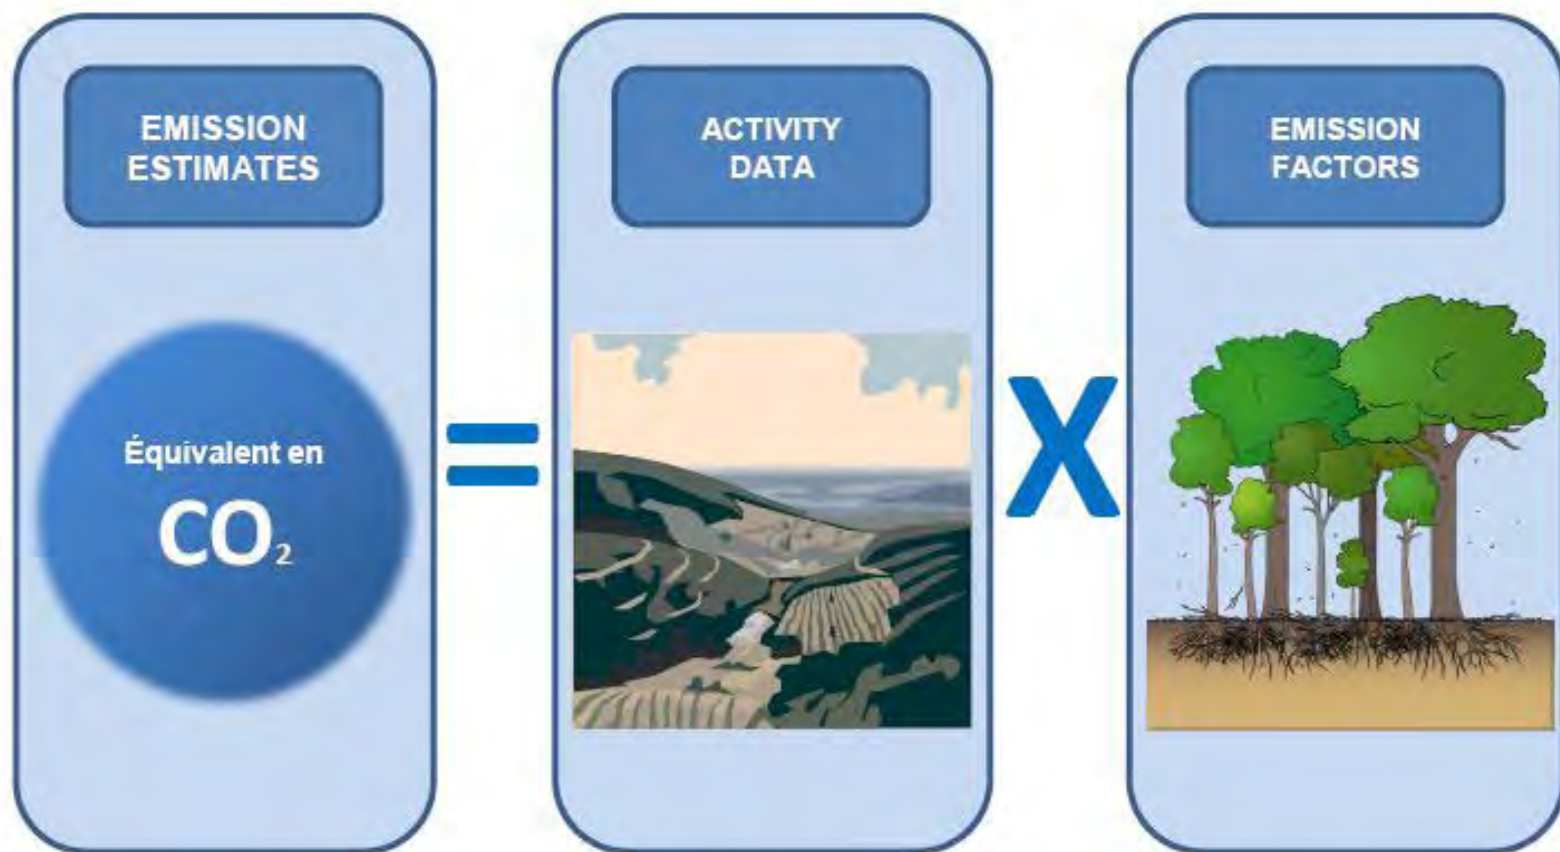 EMISSION
ESTIMATES
Équivalent en
CO₂
=
ACTIVITY
DATA
X
EMISSION
FACTORS